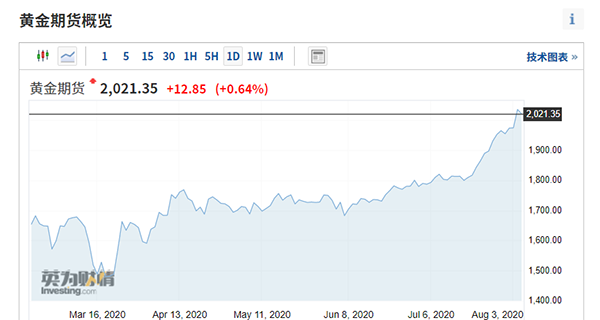 黄金期货概览
i
1 5 15 30 1H 5H 1D 1W 1M 技术图表 »
黄金期货 2,021.35 +12.85 (+0.64%)
2,021.35
1,900.00
1,800.00
1,700.00
1,600.00
1,500.00
1,400.00
英为财情
Investing.com
Mar 16, 2020 Apr 13, 2020 May 11, 2020 Jun 8, 2020 Jul 6, 2020 Aug 3, 2020